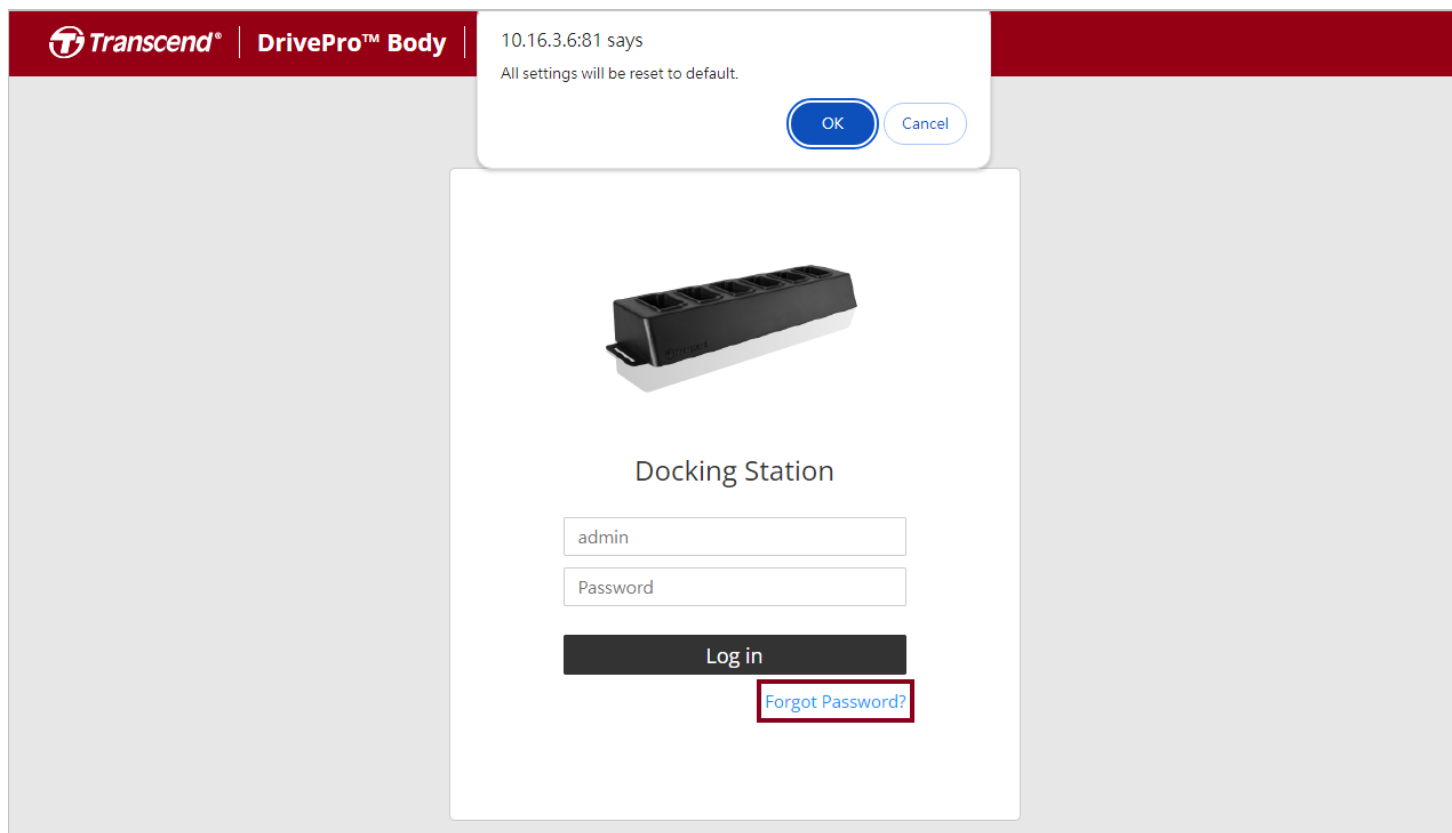 Transcend® DrivePro™ Body
10.16.3.6:81 says
All settings will be reset to default.
OK Cancel
Transcend
Docking Station
admin
Password
Log in
Forgot Password?